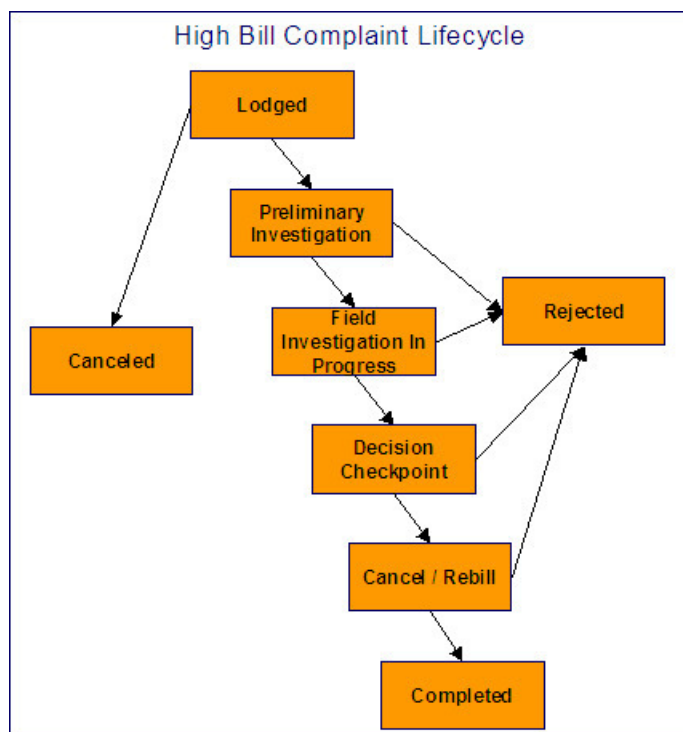 High Bill Complaint Lifecycle
Lodged
Preliminary
Investigation
Rejected
Field
Investigation In
Progress
Canceled
Decision
Checkpoint
Cancel / Rebill
Completed